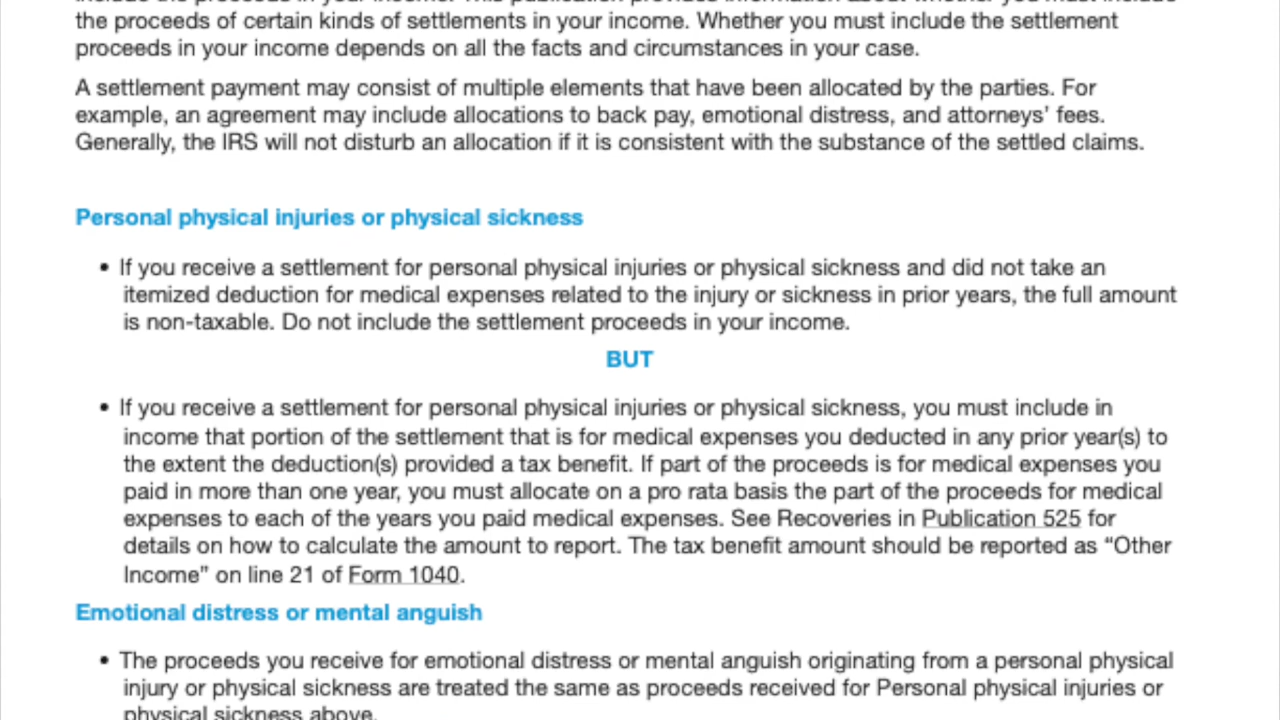 the proceeds of certain kinds of settlements in your income. Whether you must include the settlement
proceeds in your income depends on all the facts and circumstances in your case.
A settlement payment may consist of multiple elements that have been allocated by the parties. For
example, an agreement may include allocations to back pay, emotional distress, and attorneys’ fees.
Generally, the IRS will not disturb an allocation if it is consistent with the substance of the settled claims.
Personal physical injuries or physical sickness
• If you receive a settlement for personal physical injuries or physical sickness and did not take an
itemized deduction for medical expenses related to the injury or sickness in prior years, the full amount
is non-taxable. Do not include the settlement proceeds in your income.
BUT
• If you receive a settlement for personal physical injuries or physical sickness, you must include in
income that portion of the settlement that is for medical expenses you deducted in any prior year(s) to
the extent the deduction(s) provided a tax benefit. If part of the proceeds is for medical expenses you
paid in more than one year, you must allocate on a pro rata basis the part of the proceeds for medical
expenses to each of the years you paid medical expenses. See Recoveries in Publication 525 for
details on how to calculate the amount to report. The tax benefit amount should be reported as “Other
Income” on line 21 of Form 1040.
Emotional distress or mental anguish
• The proceeds you receive for emotional distress or mental anguish originating from a personal physical
injury or physical sickness are treated the same as proceeds received for Personal physical injuries or
physical sickness above.